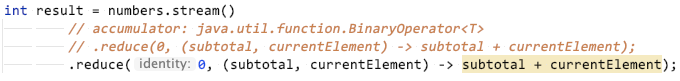 int result = numbers.stream()
// accumulator: java.util.function.BinaryOperator<T>
// .reduce(0, (subtotal, currentElement) -> subtotal + currentElement);
.reduce( identity: 0, (subtotal, currentElement) -> subtotal + currentElement);